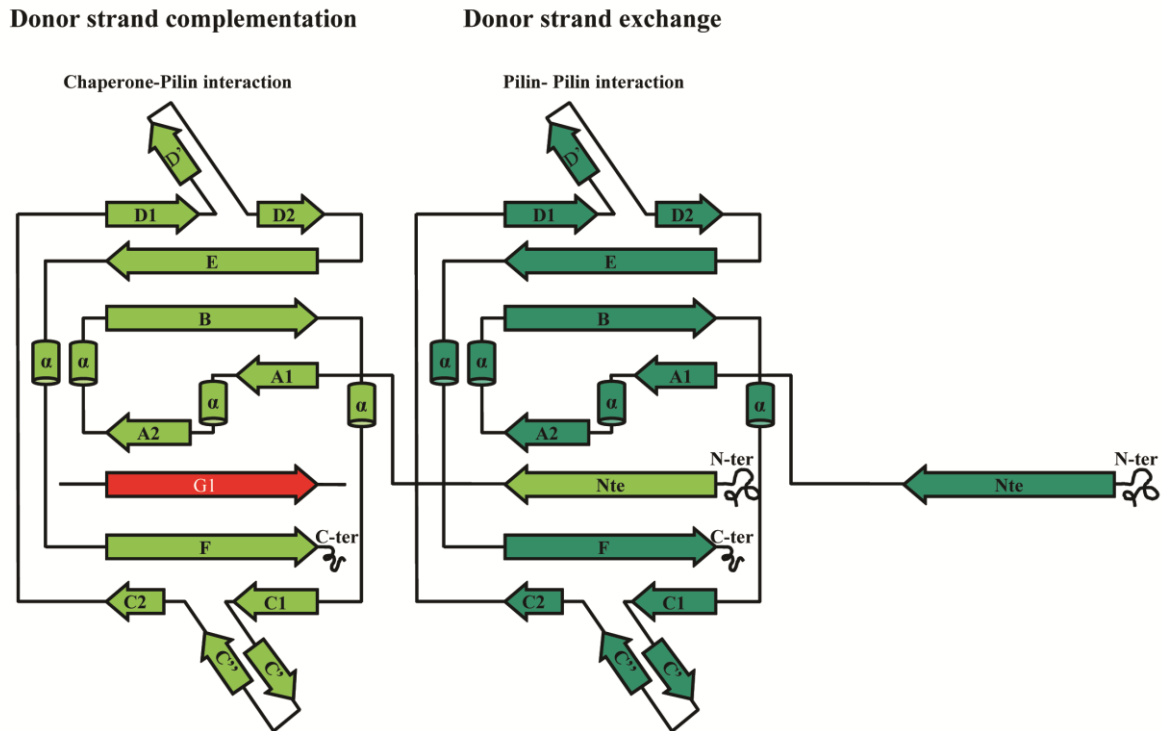 Donor strand complementation
Donor strand exchange
Chaperone-Pilin interaction
Pilin- Pilin interaction
D'
D'
D1
D2
D1
D2
E
E
B
B
α
α
α
α
A1
A1
α
α
α
α
A2
A2
N-ter
N-ter
G1
Nte
Nte
C-ter
C-ter
F
F
C2
C1
C2
C1
C''
C'
C''
C'